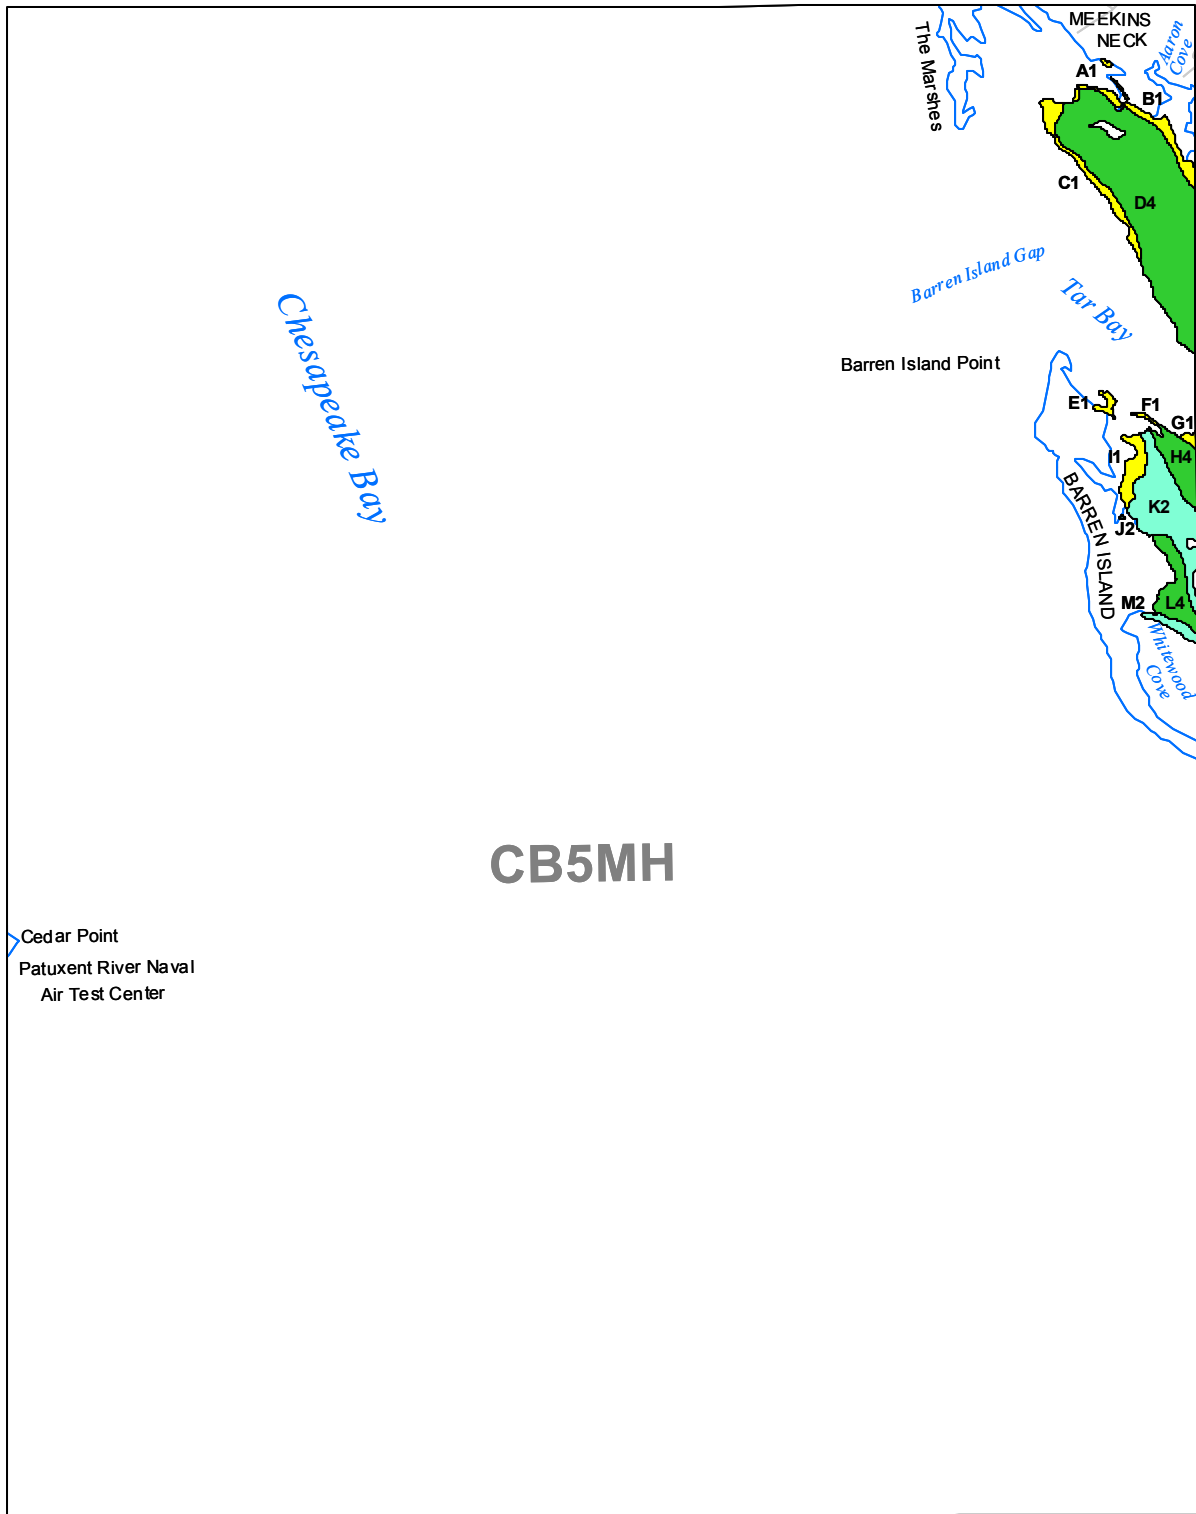 MEEKINS
NECK
Aaron
Cove
The Marshes
A1
B1
C1
D4
Barren Island Gap
Tar Bay
Chesapeake Bay
Barren Island Point
E1
F1
G1
I1
H4
K2
J2
BARREN ISLAND
M2
L4
Whitewood
Cove
CB5MH
Cedar Point
Patuxent River Naval
Air Test Center